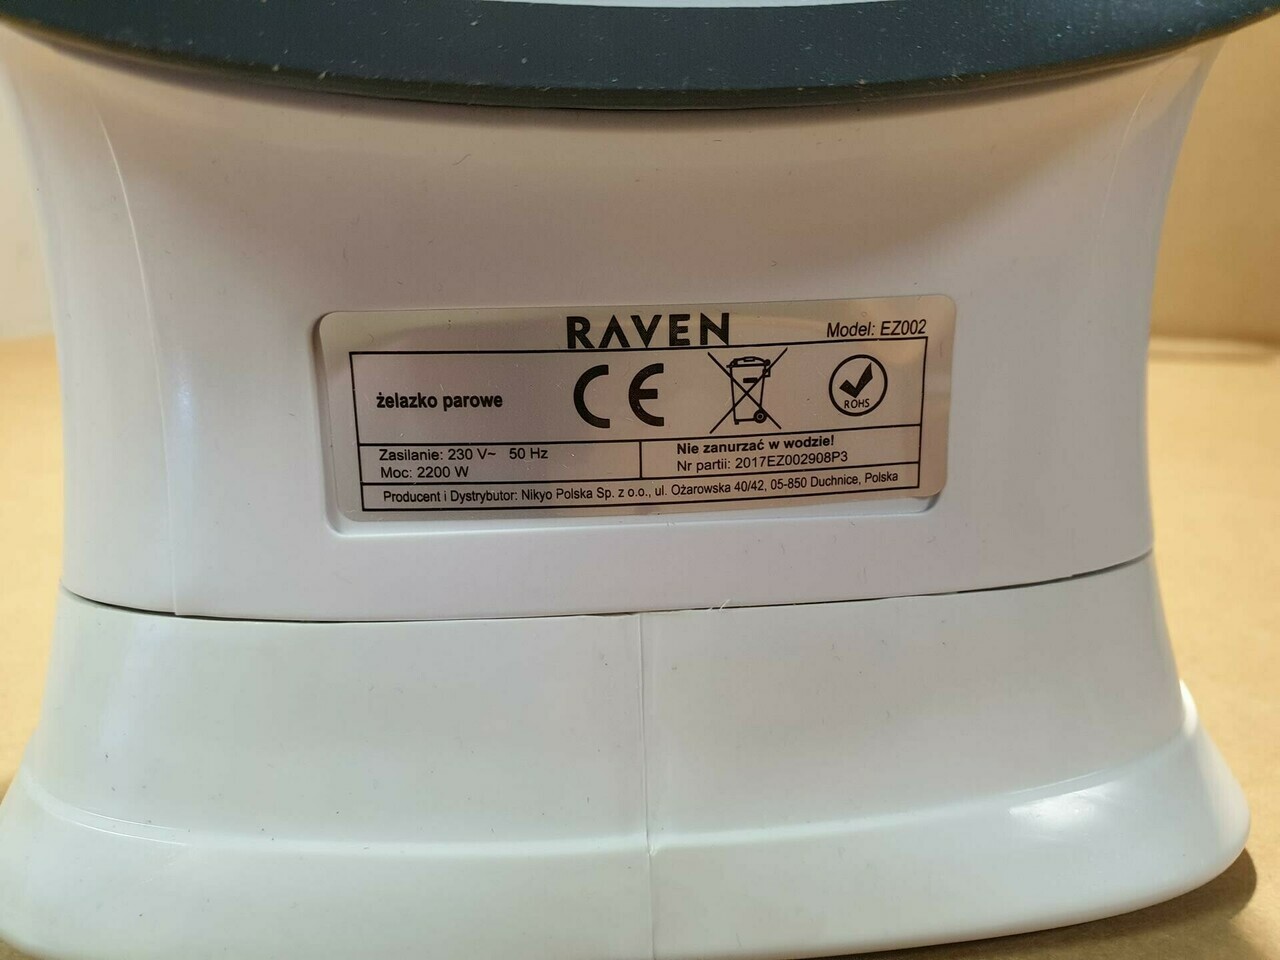 RAVEN
Model: EZ002
żelazko parowe
CE
ROHS
Zasilanie: 230 V~ 50 Hz
Moc: 2200 W
Nie zanurzać w wodzie!
Nr partii: 2017EZ002908P3
Producent i Dystrybutor: Nikyo Polska Sp. z o.o., ul. Ożarowska 40/42, 05-850 Duchnice, Polska